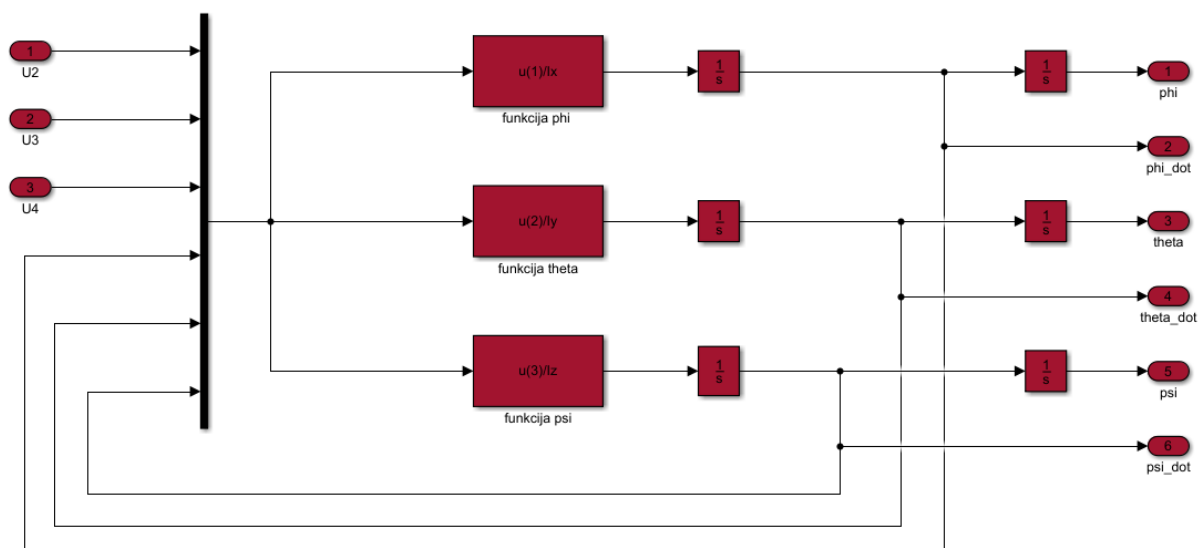 1
U2
2
U3
3
U4
u(1)/Ix
funkcija phi
1
s
1
s
1
phi
2
phi_dot
u(2)/Iy
funkcija theta
1
s
1
s
3
theta
4
theta_dot
u(3)/Iz
funkcija psi
1
s
1
s
5
psi
6
psi_dot